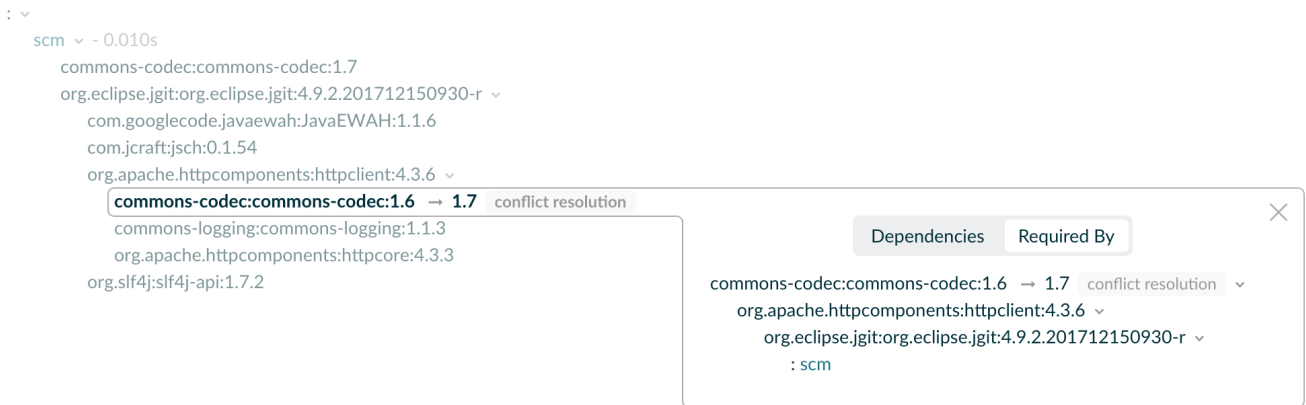 :
scm - 0.010s
commons-codec:commons-codec:1.7
org.eclipse.jgit:org.eclipse.jgit:4.9.2.201712150930-r
com.googlecode.javaewah:JavaEWAH:1.1.6
com.jcraft:jsch:0.1.54
org.apache.httpcomponents:httpclient:4.3.6
commons-codec:commons-codec:1.6 → 1.7 conflict resolution
commons-logging:commons-logging:1.1.3
org.apache.httpcomponents:httpcore:4.3.3
org.slf4j:slf4j-api:1.7.2
Dependencies Required By
commons-codec:commons-codec:1.6 → 1.7 conflict resolution
org.apache.httpcomponents:httpclient:4.3.6
org.eclipse.jgit:org.eclipse.jgit:4.9.2.201712150930-r
: scm